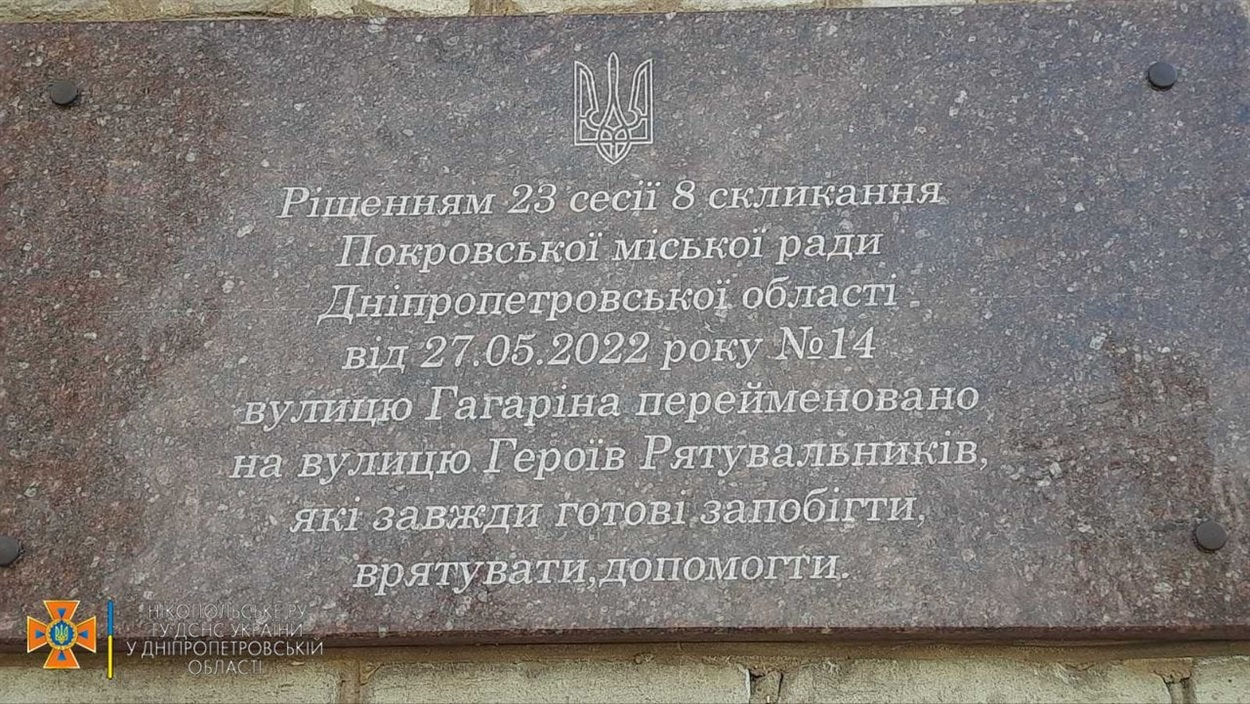 Рішенням 23 сесії 8 скликання
Покровської міської ради
Дніпропетровської області
від 27.05.2022 року №14
вулицю Гагаріна перейменовано
на вулицю Героїв Рятувальників,
які завжди готові запобігти,
врятувати,допомогти.
НІКОПОЛЬСЬКЕ РУ
ГУ ДСНС УКРАЇНИ
У ДНІПРОПЕТРОВСЬКІЙ
ОБЛАСТІ